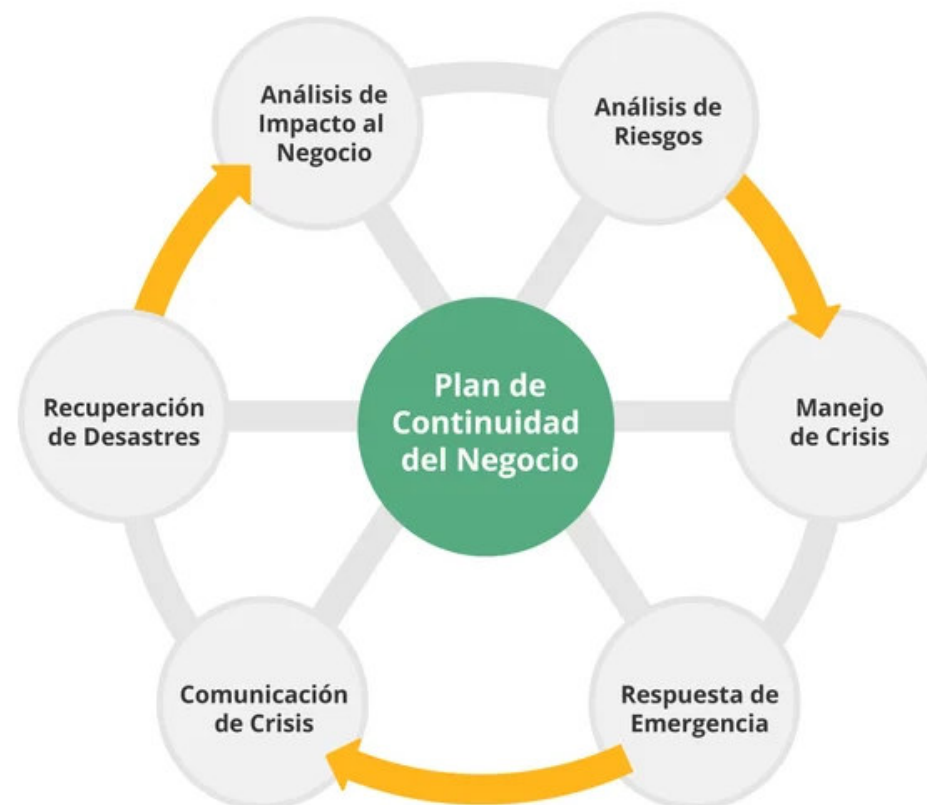 Análisis de
Impacto al
Negocio
Análisis de
Riesgos
Plan de
Continuidad
del Negocio
Recuperación
de Desastres
Manejo
de Crisis
Comunicación
de Crisis
Respuesta de
Emergencia